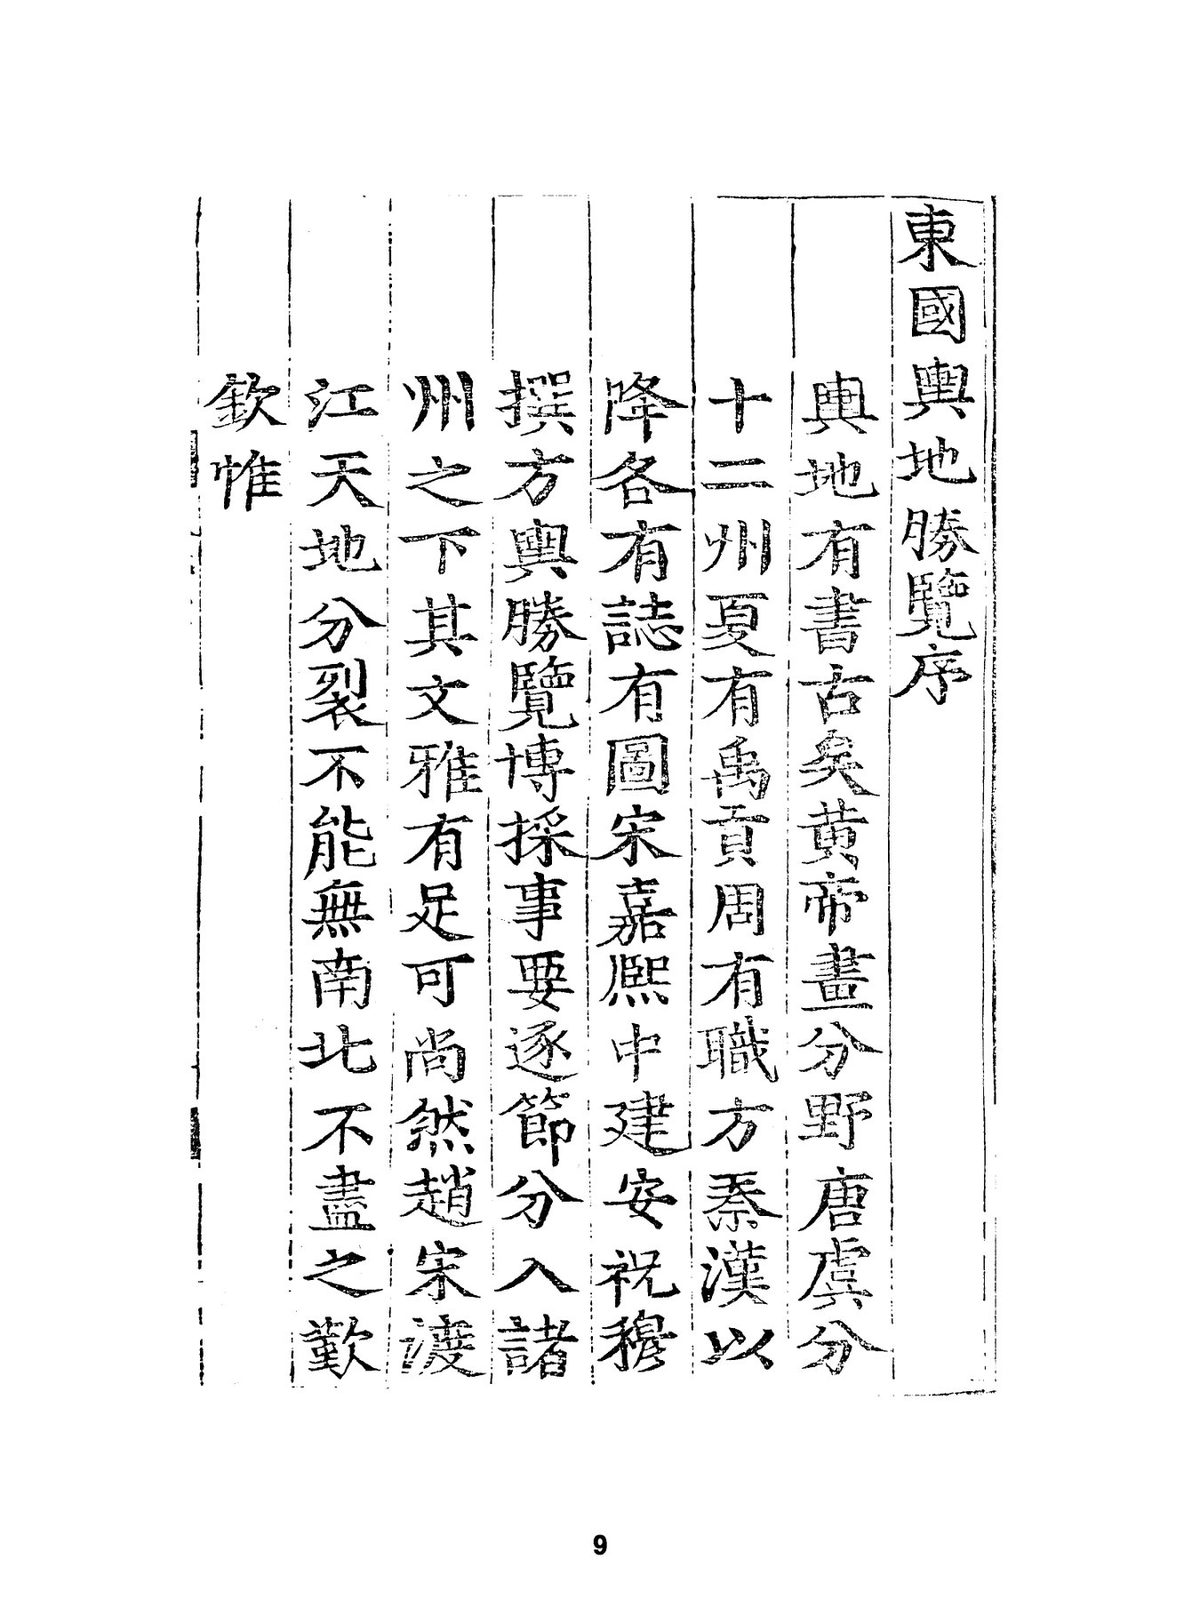 東國輿地勝覽序
輿地有書古矣黃帝畫分野唐虞分
十二州夏有禹貢周有職方秦漢以
降各有誌有圖宋嘉熙中建安祝穆
撰方輿勝覽博採事要逐節分入諸
州之下其文雅有足可尚然趙宋渡
江天地分裂不能無南北不盡之歎
欽惟
9